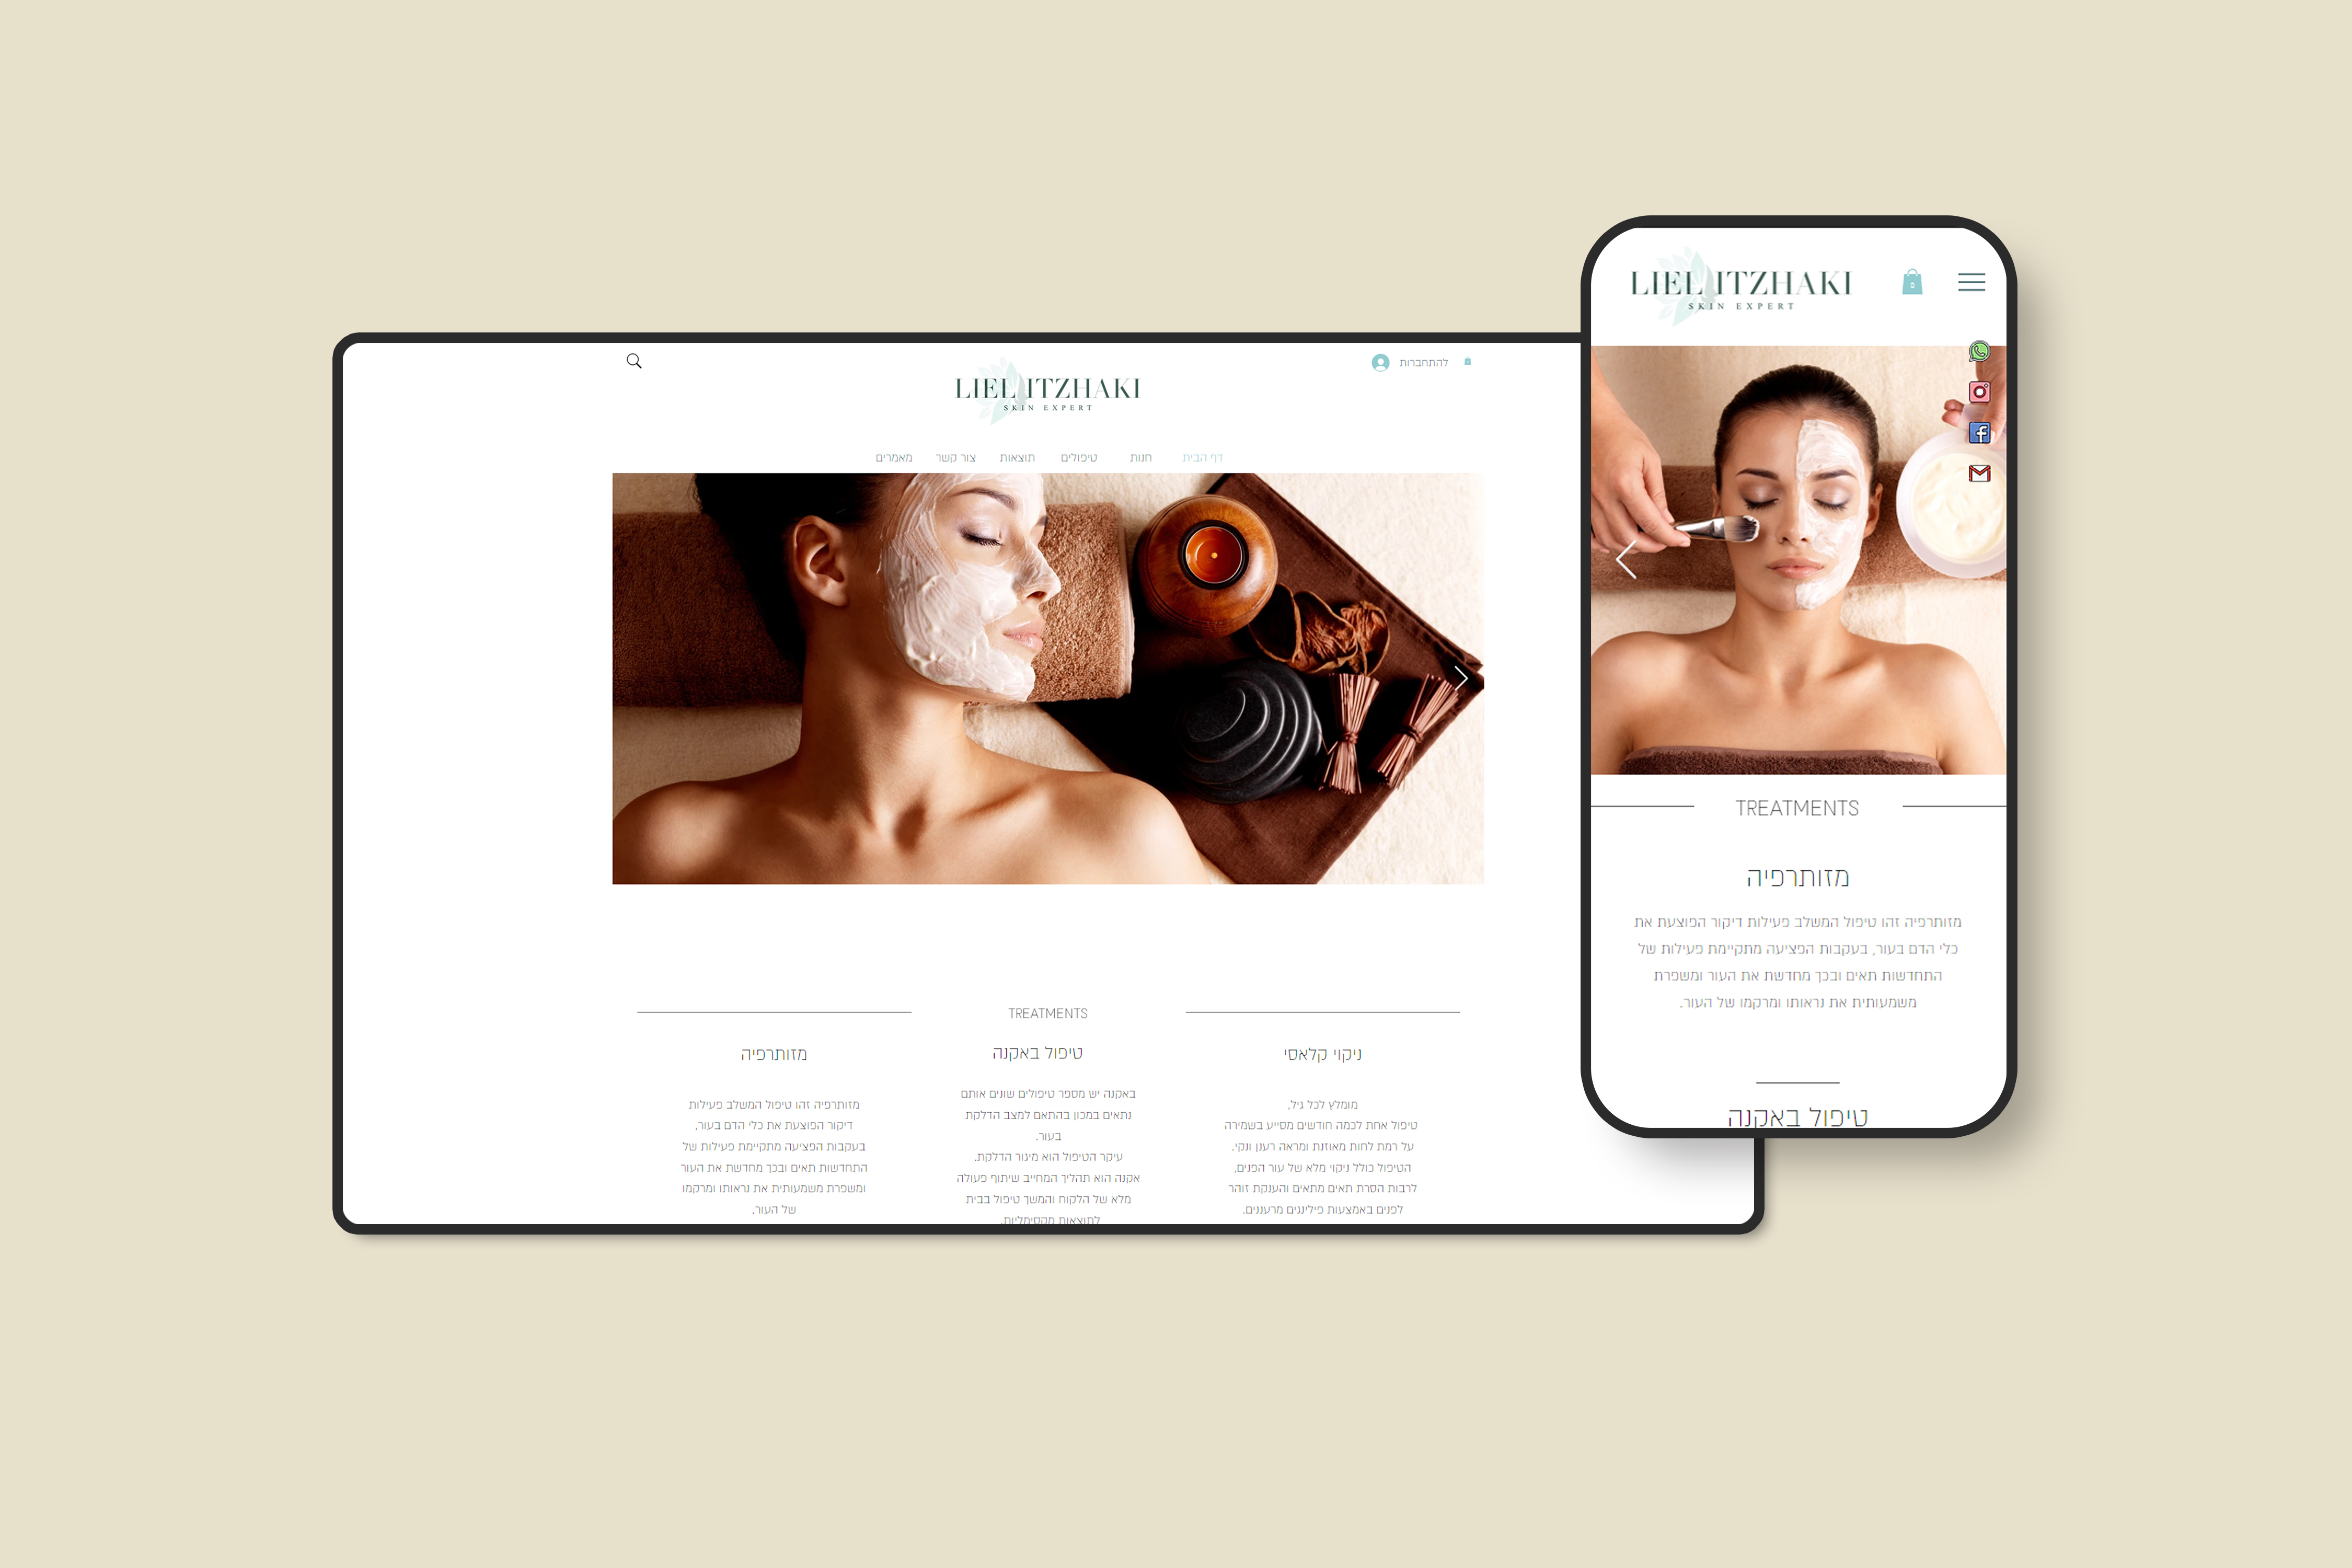 להתחברות
LIEL ITZHAKI
SKIN EXPERT
דף הבית חנות טיפולים תוצאות צור קשר מאמרים
TREATMENTS
ניקוי קלאסי
מומלץ לכל גיל,
טיפול אחת לכמה חודשים מסייע בשמירה
על רמת לחות מאוזנת ומראה רענן ונקי.
הטיפול כולל ניקוי מלא של עור הפנים,
לרבות הסרת תאים מתאים והענקת זוהר
לפנים באמצעות פילינגים מרעננים.
טיפול באקנה
באקנה יש מספר טיפולים שונים אותם
נתאים במכון בהתאם למצב הדלקת
בעור.
עיקר הטיפול הוא מיגור הדלקת.
אקנה הוא תהליך המחייב שיתוף פעולה
מלא של הלקוח והמשך טיפול בבית
לתוצאות מקסימליות.
מזותרפיה
מזותרפיה זהו טיפול המשלב פעילות
דיקור הפוצעת את כלי הדם בעור,
בעקבות הפציעה מתקיימת פעילות של
התחדשות תאים ובכך מחדשת את העור
ומשפרת משמעותית את נראותו ומרקמו
של העור.
LIEL ITZHAKI
SKIN EXPERT
0
TREATMENTS
מזותרפיה
מזותרפיה זהו טיפול המשלב פעילות דיקור הפוצעת את
כלי הדם בעור, בעקבות הפציעה מתקיימת פעילות של
התחדשות תאים ובכך מחדשת את העור ומשפרת
משמעותית את נראותו ומרקמו של העור.
טיפול באקנה